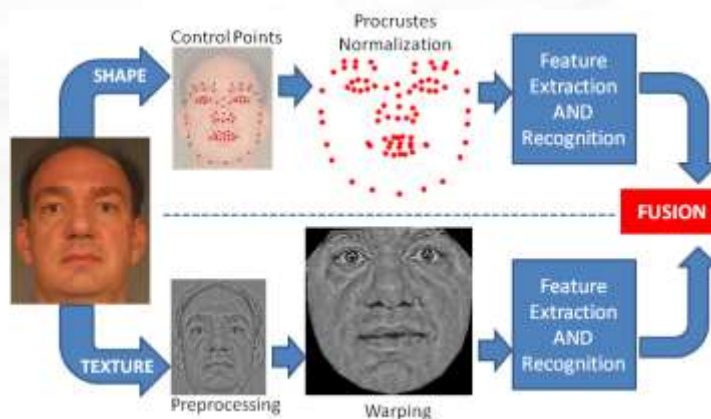 Control Points
Procrustes
Normalization
SHAPE
Feature
Extraction
AND
Recognition
FUSION
TEXTURE
Preprocessing
Warping
Feature
Extraction
AND
Recognition